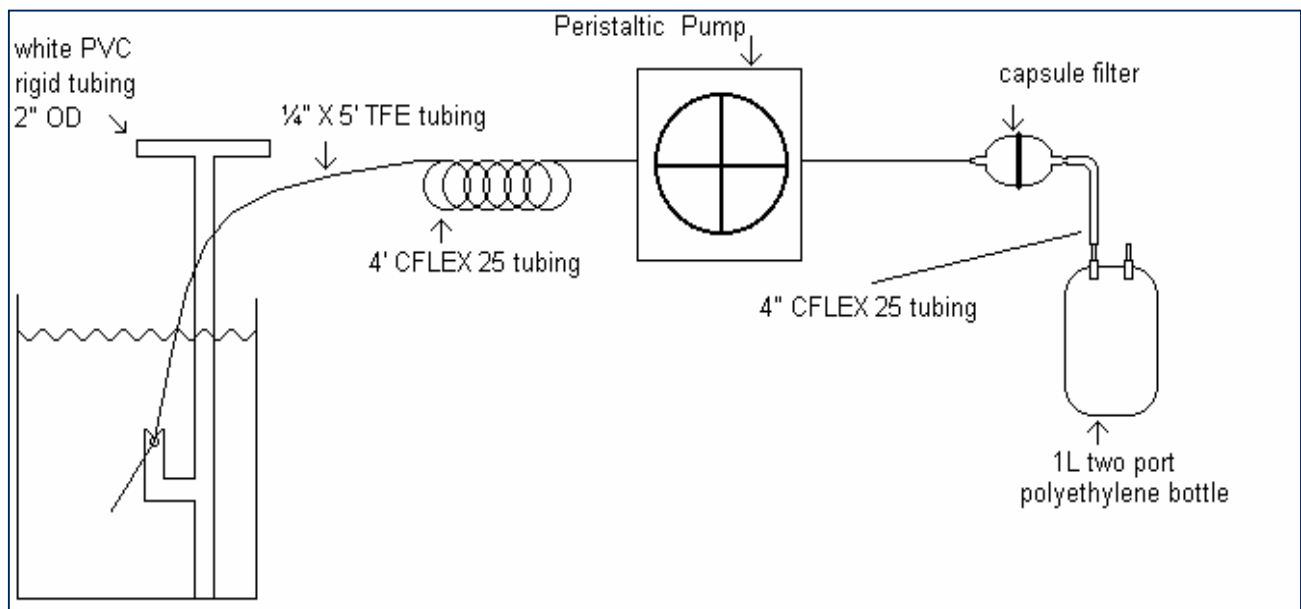 white PVC
rigid tubing
2" OD
¼" X 5' TFE tubing
4' CFLEX 25 tubing
Peristaltic Pump
capsule filter
4" CFLEX 25 tubing
1L two port
polyethylene bottle